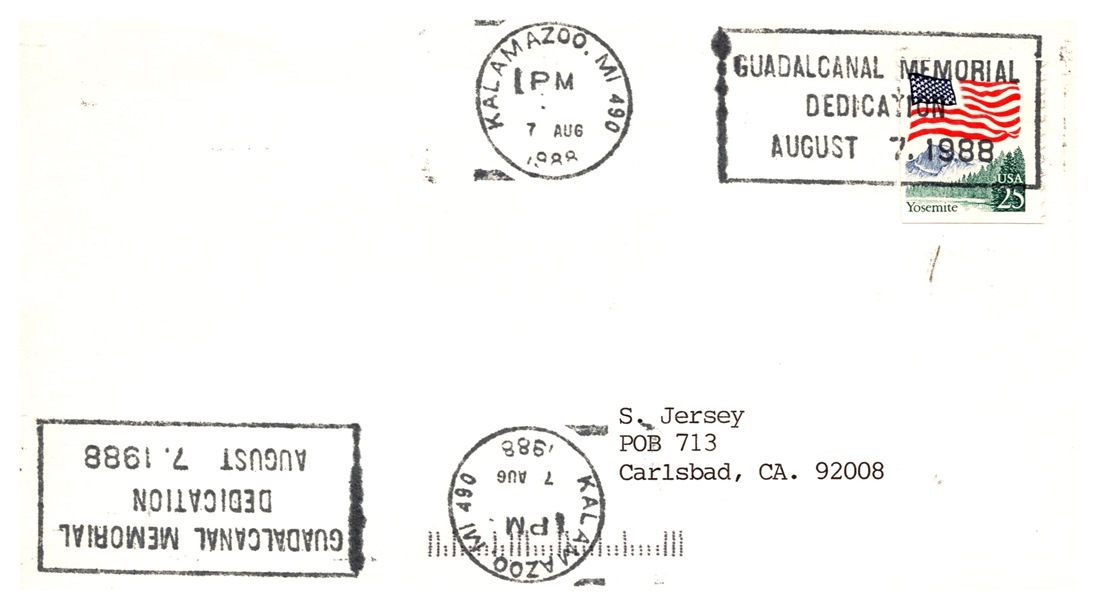 KALAMAZOO, MI 490
PM
7 AUG
1988
GUADALCANAL MEMORIAL
DEDICATION
AUGUST 7.1988
USA
25
Yosemite
S. Jersey
POB 713
Carlsbad, CA. 92008
GUADALCANAL MEMORIAL
DEDICATION
AUGUST 7.1988
KALAMAZOO, MI 490
PM
7 AUG
1988